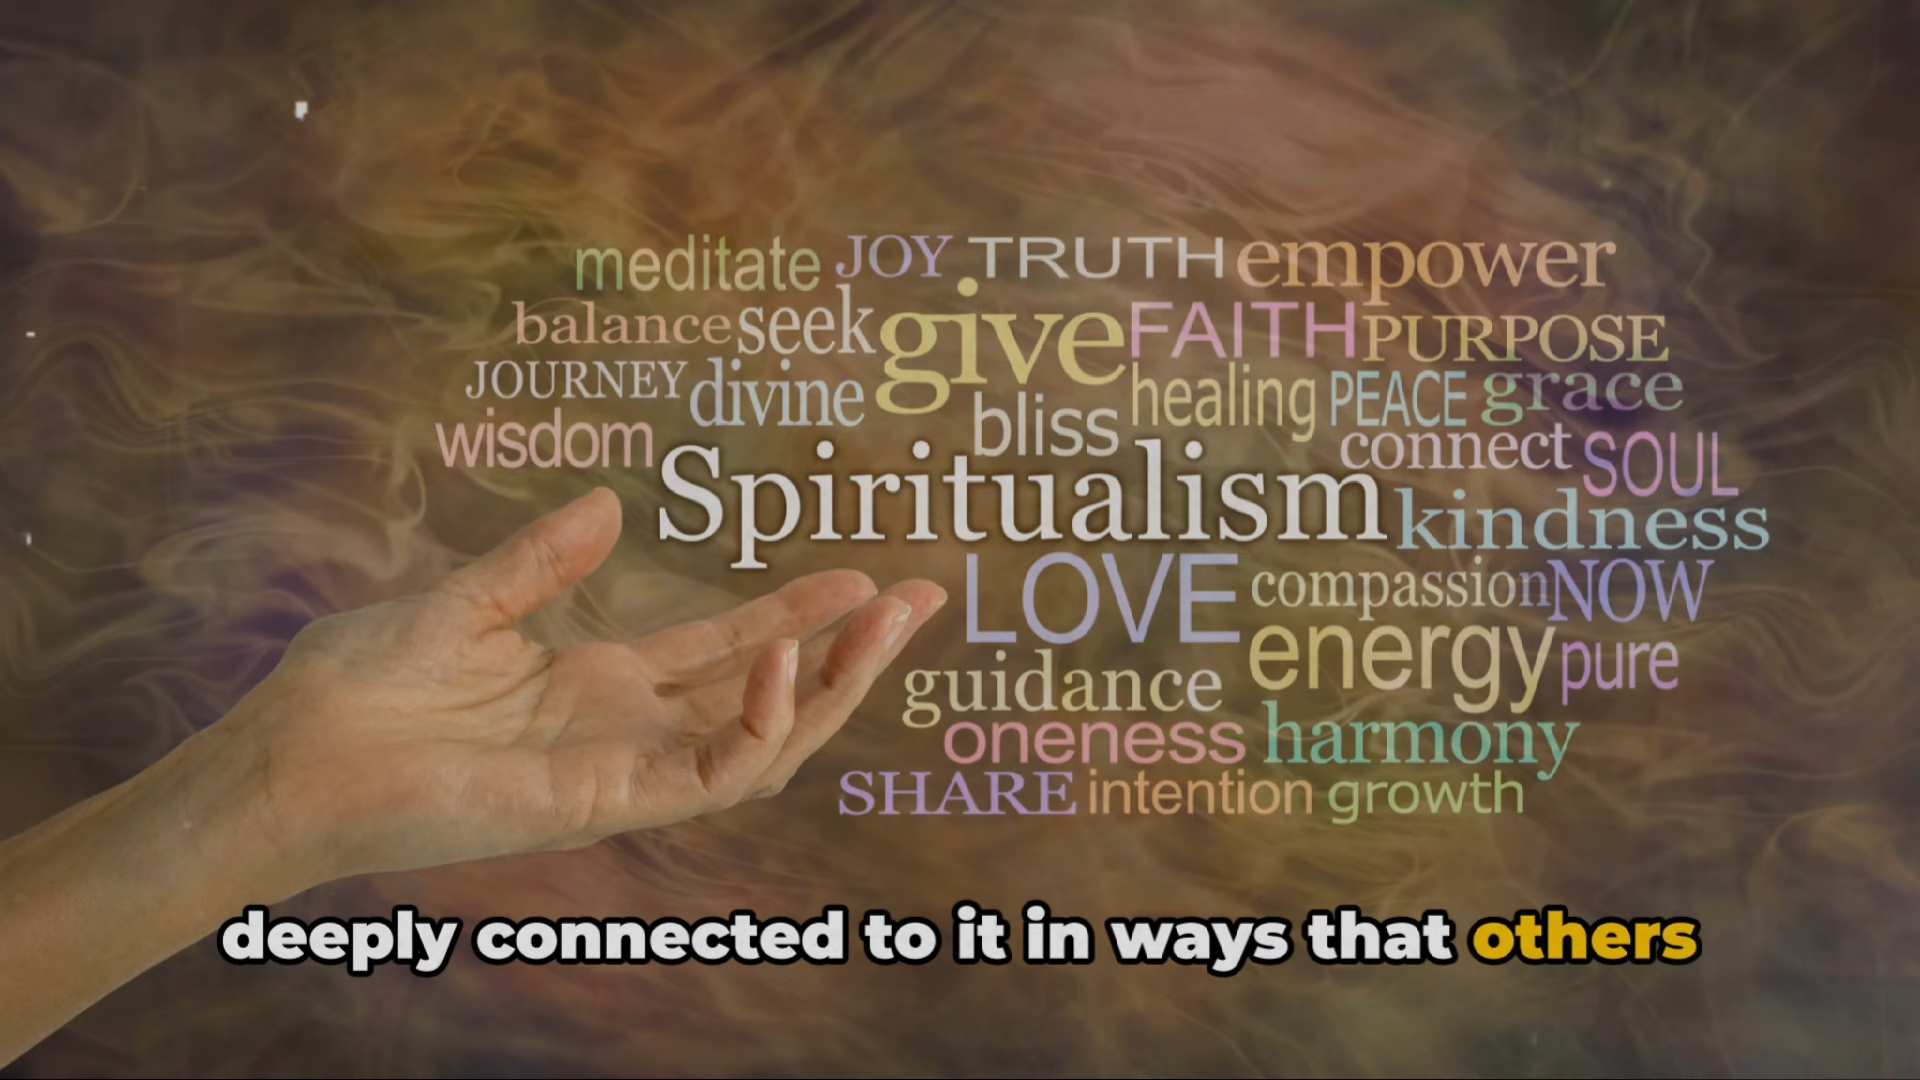 meditate JOY TRUTH empower
balance seek give FAITH PURPOSE
JOURNEY divine bliss healing PEACE grace
wisdom Spiritualism connect SOUL
kindness
LOVE compassion NOW
guidance energy pure
oneness harmony
SHARE intention growth
deeply connected to it in ways that others